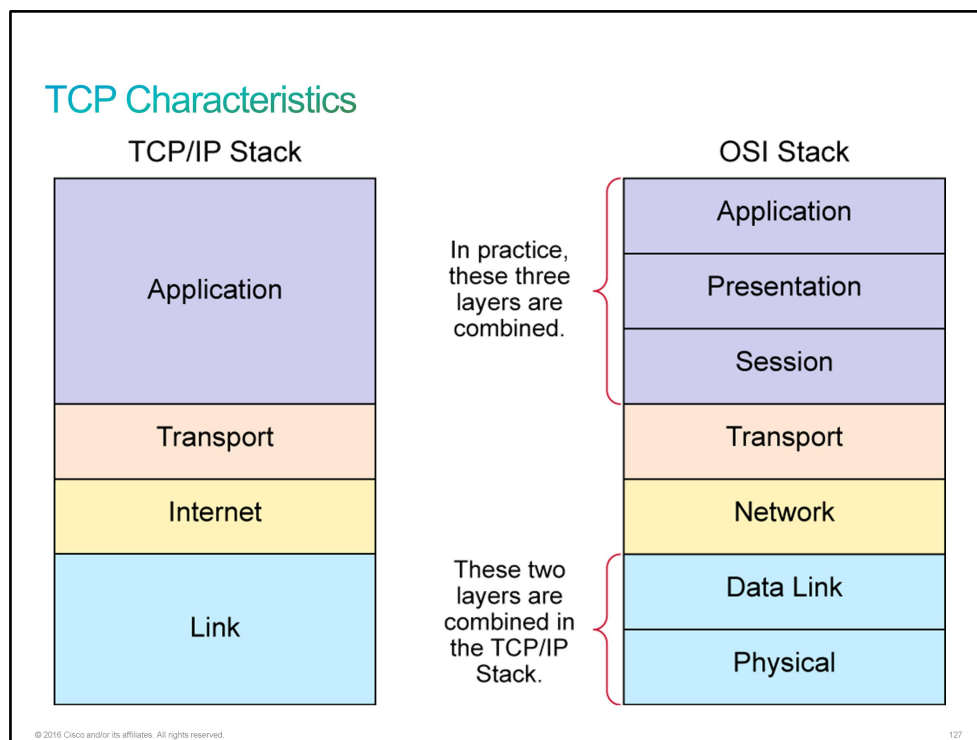 TCP Characteristics
TCP/IP Stack
Application
Transport
Internet
Link
In practice,
these three
layers are
combined.
These two
layers are
combined in
the TCP/IP
Stack.
OSI Stack
Application
Presentation
Session
Transport
Network
Data Link
Physical
© 2016 Cisco and/or its affiliates. All rights reserved.
127